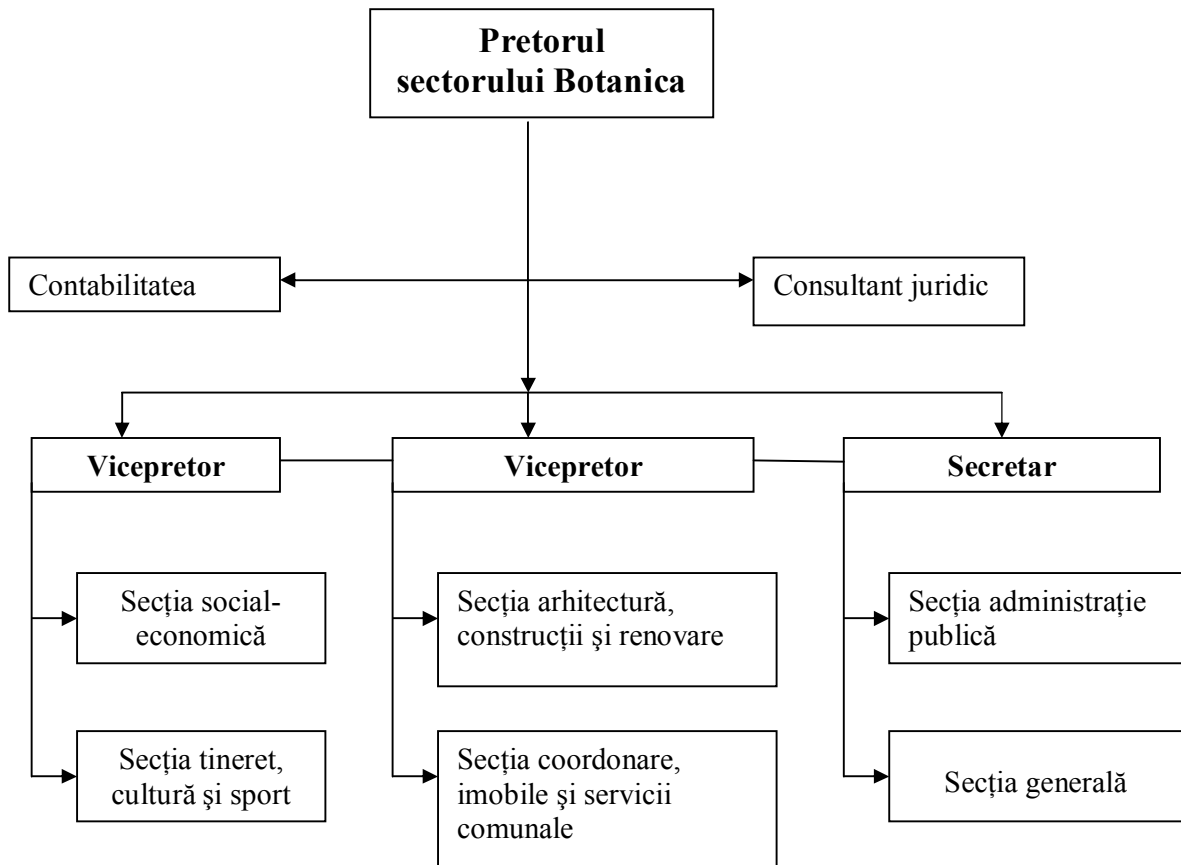 Pretorul
sectorului Botanica
Contabilitatea
Consultant juridic
Vicepretor
Vicepretor
Secretar
Secția social-
economică
Secția arhitectură,
construcții şi renovare
Secția administrație
publică
Secția tineret,
cultură şi sport
Secția coordonare,
imobile şi servicii
comunale
Secția generală